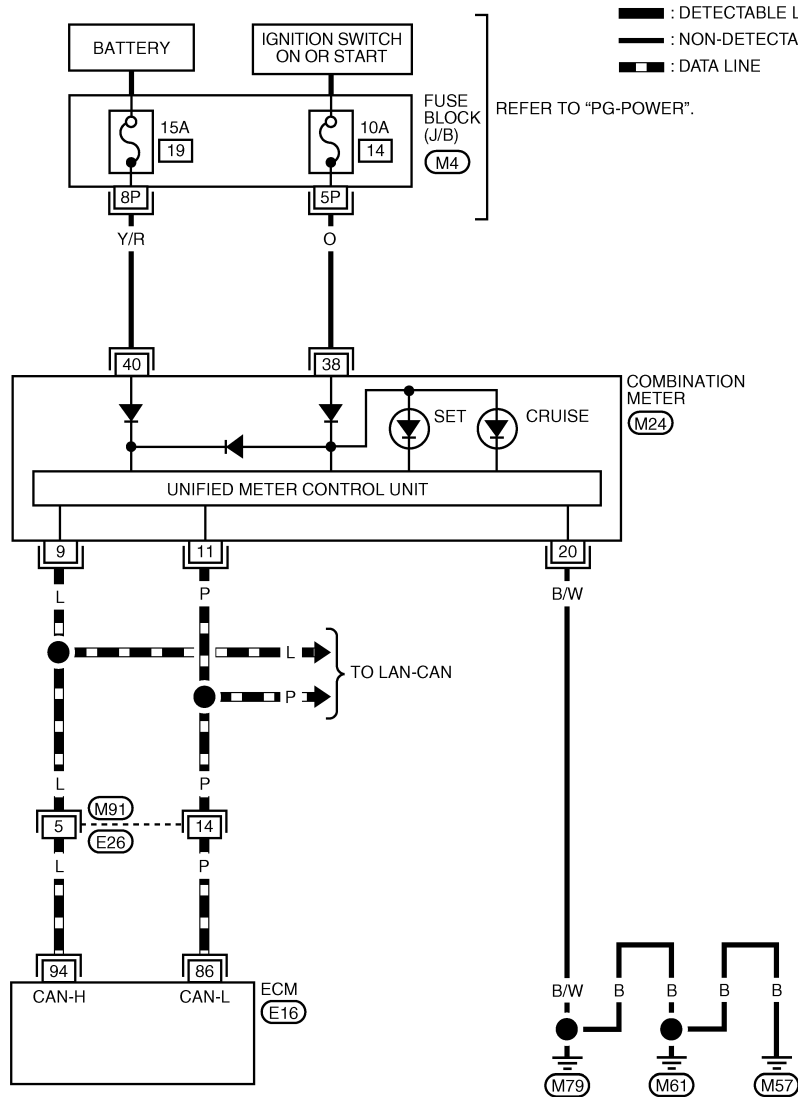 : DETECTABLE L
: NON-DETECTA
: DATA LINE
BATTERY
IGNITION SWITCH
ON OR START
FUSE
BLOCK
(J/B)
M4
REFER TO “PG-POWER”.
15A
19
10A
14
8P
5P
Y/R
O
40
38
COMBINATION
METER
M24
SET
CRUISE
UNIFIED METER CONTROL UNIT
9
11
20
L
P
B/W
L
P
TO LAN-CAN
L
P
M91
E26
5
14
L
P
94
86
CAN-H
CAN-L
ECM
E16
B/W
B
B
B
B
M79
M61
M57